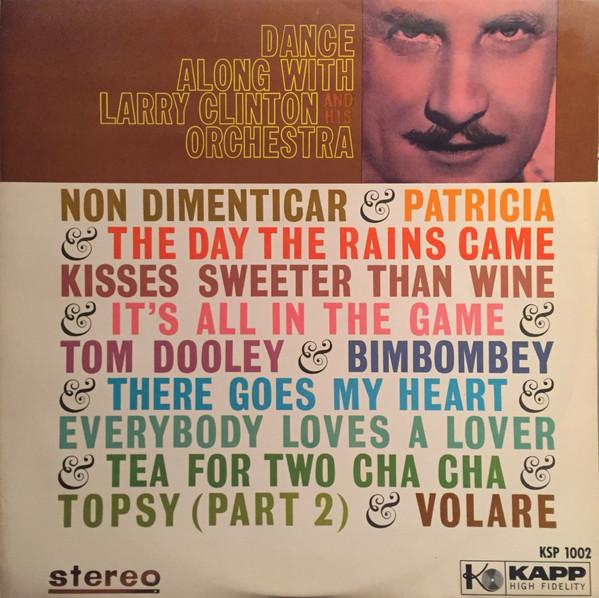 DANCE
ALONG WITH
LARRY CLINTON AND HIS
ORCHESTRA
NON DIMENTICAR & PATRICIA
& THE DAY THE RAINS CAME
KISSES SWEETER THAN WINE
& IT'S ALL IN THE GAME &
TOM DOOLEY & BIMBOMBEY
& THERE GOES MY HEART &
EVERYBODY LOVES A LOVER
& TEA FOR TWO CHA CHA &
TOPSY (PART 2) & VOLARE
KSP 1002
stereo
K KAPP
HIGH FIDELITY